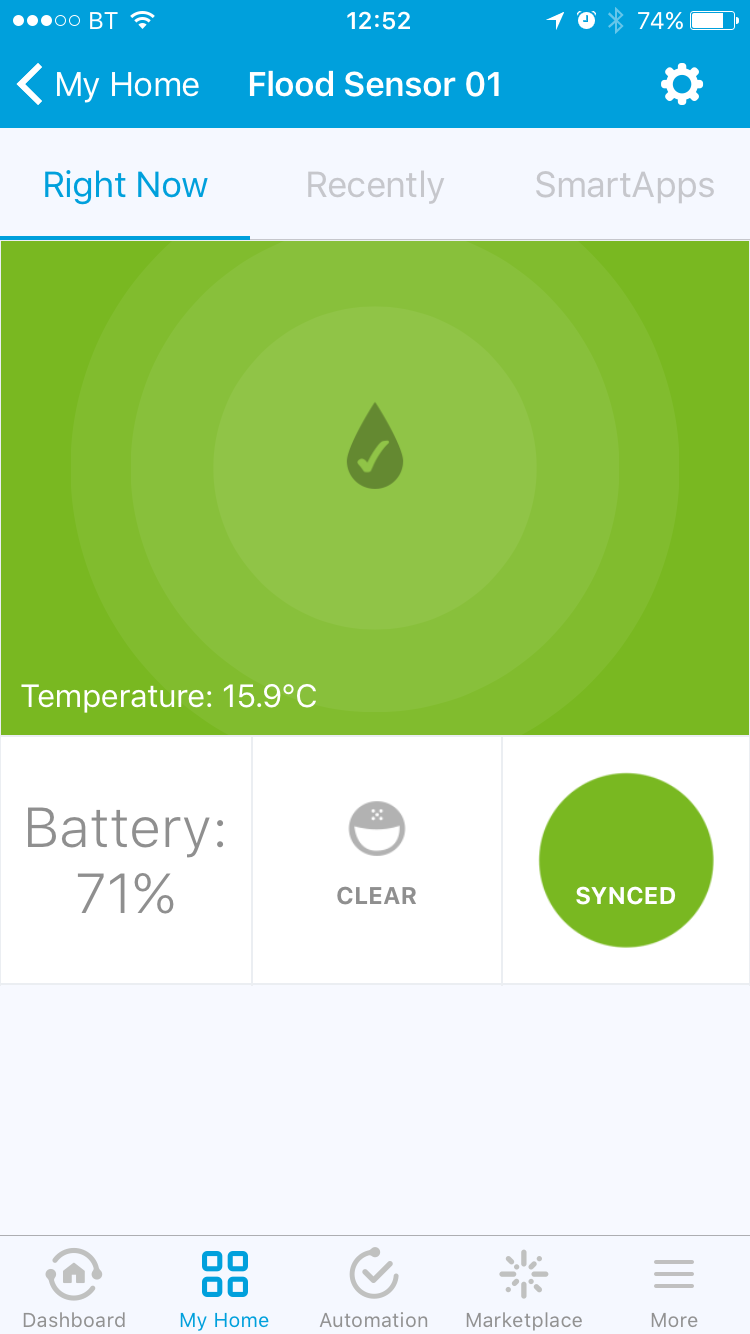 BT 12:52 74%
My Home Flood Sensor 01
Right Now Recently SmartApps
Temperature: 15.9°C
Battery:
71%
CLEAR
SYNCED
Dashboard My Home Automation Marketplace More